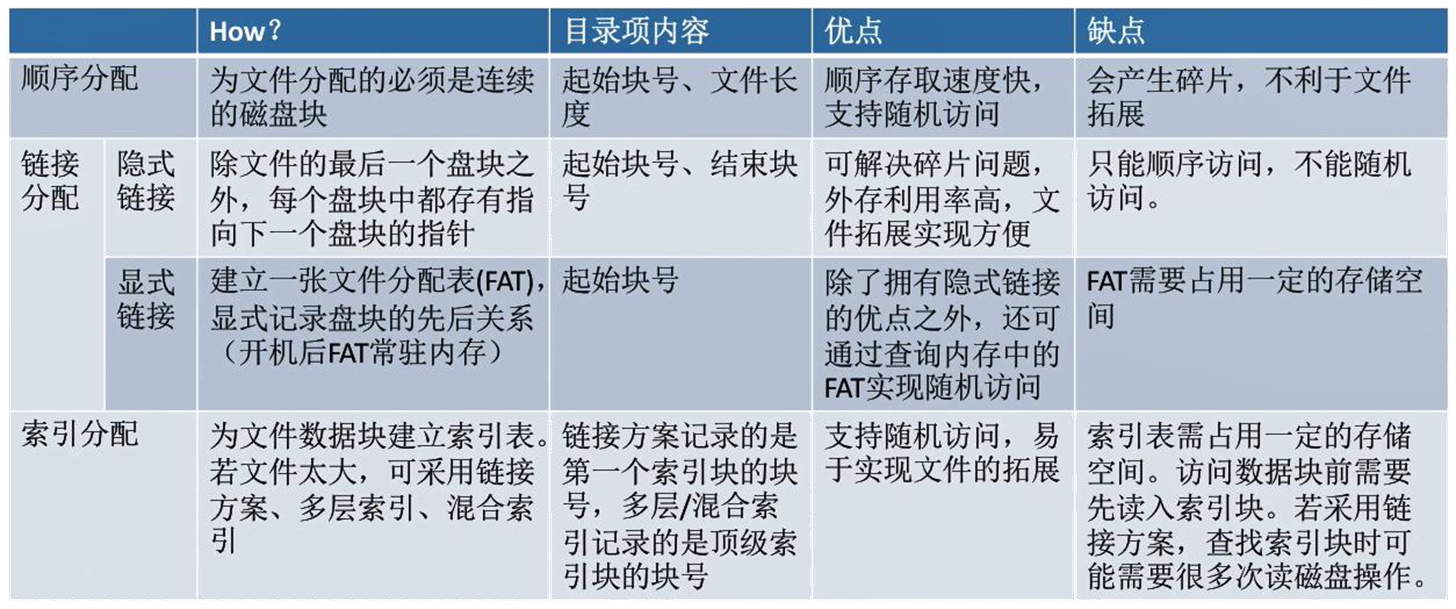 How?
目录项内容
优点
缺点
顺序分配
为文件分配的必须是连续
的磁盘块
起始块号、文件长
度
顺序存取速度快，
支持随机访问
会产生碎片，不利于文件
拓展
链接
分配
隐式
链接
除文件的最后一个盘块之
外，每个盘块中都存有指
向下一个盘块的指针
起始块号、结束块
号
可解决碎片问题，
外存利用率高，文
件拓展实现方便
只能顺序访问，不能随机
访问。
显式
链接
建立一张文件分配表(FAT)，
显式记录盘块的先后关系
（开机后FAT常驻内存）
起始块号
除了拥有隐式链接
的优点之外，还可
通过查询内存中的
FAT实现随机访问
FAT需要占用一定的存储空
间
索引分配
为文件数据块建立索引表。
若文件太大，可采用链接
方案、多层索引、混合索
引
链接方案记录的是
第一个索引块的块
号，多层/混合索
引记录的是顶级索
引块的块号
支持随机访问，易
于实现文件的拓展
索引表需占用一定的存储
空间。访问数据块前需要
先读入索引块。若采用链
接方案，查找索引块时可
能需要很多次读磁盘操作。